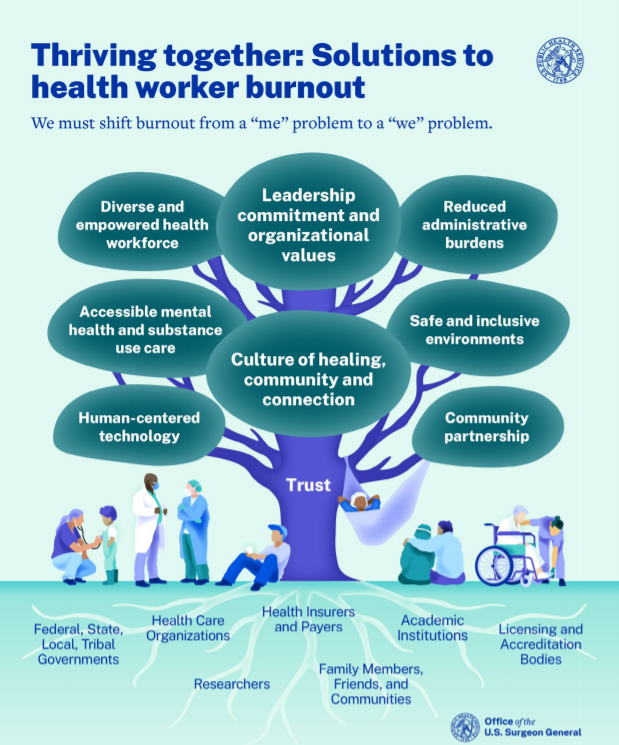 Thriving together: Solutions to
health worker burnout
We must shift burnout from a “me” problem to a “we” problem.
Diverse and
empowered health
workforce
Leadership
commitment and
organizational
values
Reduced
administrative
burdens
Accessible mental
health and substance
use care
Culture of healing,
community and
connection
Safe and inclusive
environments
Human-centered
technology
Community
partnership
Trust
Federal, State,
Local, Tribal
Governments
Health Care
Organizations
Health Insurers
and Payers
Academic
Institutions
Licensing and
Accreditation
Bodies
Researchers
Family Members,
Friends, and
Communities
Office of the
U.S. Surgeon General